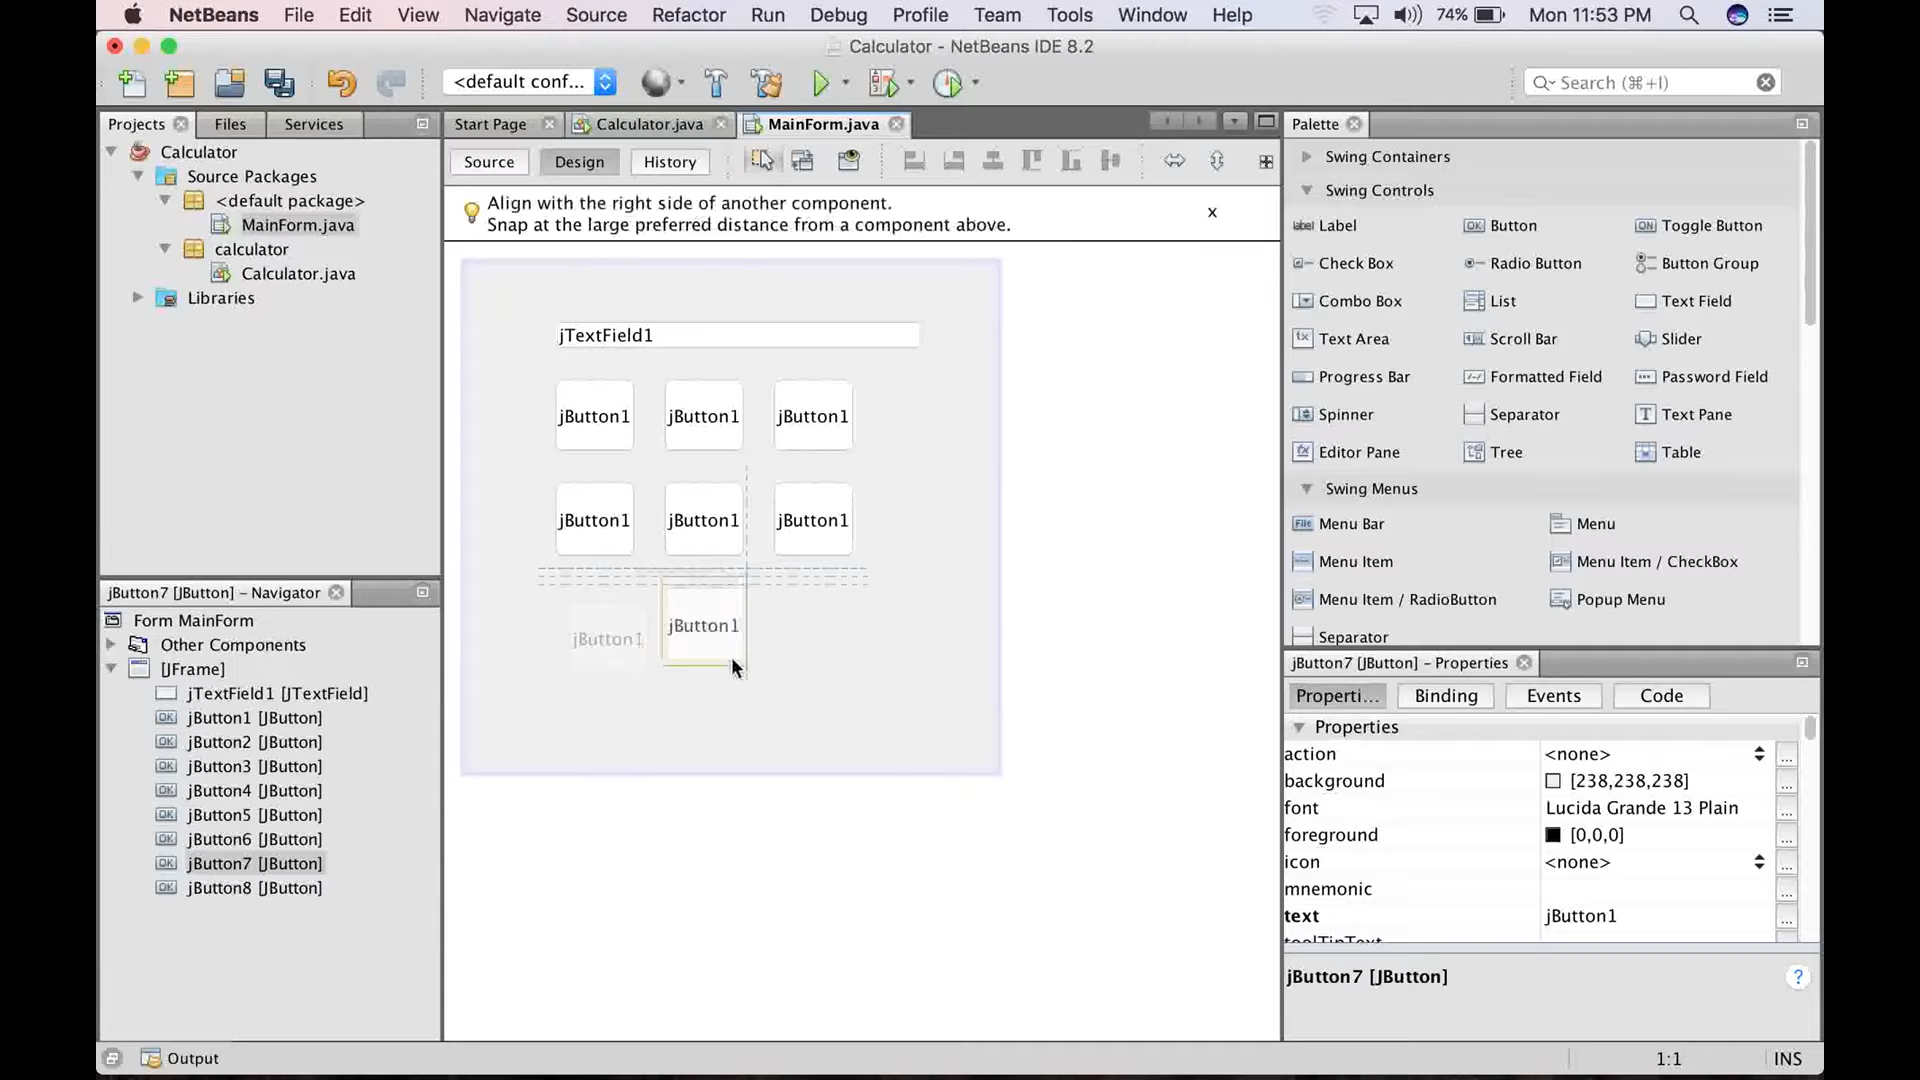 NetBeans File Edit View Navigate Source Refactor Run Debug Profile Team Tools Window Help 74% Mon 11:53 PM
Calculator - NetBeans IDE 8.2
<default conf...
Search (⌘+I)
Projects Files Services
Calculator
Source Packages
<default package>
MainForm.java
calculator
Calculator.java
Libraries
Start Page Calculator.java MainForm.java
Source Design History
Align with the right side of another component.
Snap at the large preferred distance from a component above.
x
jTextField1
jButton1 jButton1 jButton1
jButton1 jButton1 jButton1
jButton1 jButton1
Palette
Swing Containers
Swing Controls
Label Button Toggle Button
Check Box Radio Button Button Group
Combo Box List Text Field
Text Area Scroll Bar Slider
Progress Bar Formatted Field Password Field
Spinner Separator Text Pane
Editor Pane Tree Table
Swing Menus
Menu Bar Menu
Menu Item Menu Item / CheckBox
Menu Item / RadioButton Popup Menu
Separator
jButton7 [JButton] - Navigator
Form MainForm
Other Components
[JFrame]
jTextField1 [JTextField]
jButton1 [JButton]
jButton2 [JButton]
jButton3 [JButton]
jButton4 [JButton]
jButton5 [JButton]
jButton6 [JButton]
jButton7 [JButton]
jButton8 [JButton]
jButton7 [JButton] - Properties
Properti... Binding Events Code
Properties
action <none> ...
background [238,238,238] ...
font Lucida Grande 13 Plain ...
foreground [0,0,0] ...
icon <none> ...
mnemonic ...
text jButton1 ...
toolTipText
jButton7 [JButton]
?
Output
1:1 INS